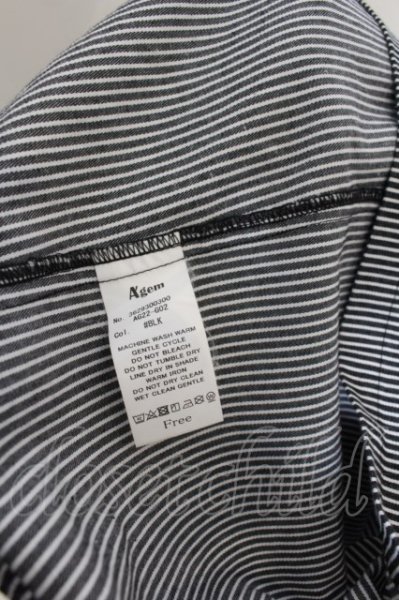 Agem
No. 3629300300
AG22-G02
Col. #BLK
MACHINE WASH WARM
GENTLE CYCLE
DO NOT BLEACH
DO NOT TUMBLE DRY
LINE DRY IN SHADE
WARM IRON
DO NOT DRY CLEAN
WET CLEAN GENTLE
Free
closetchild